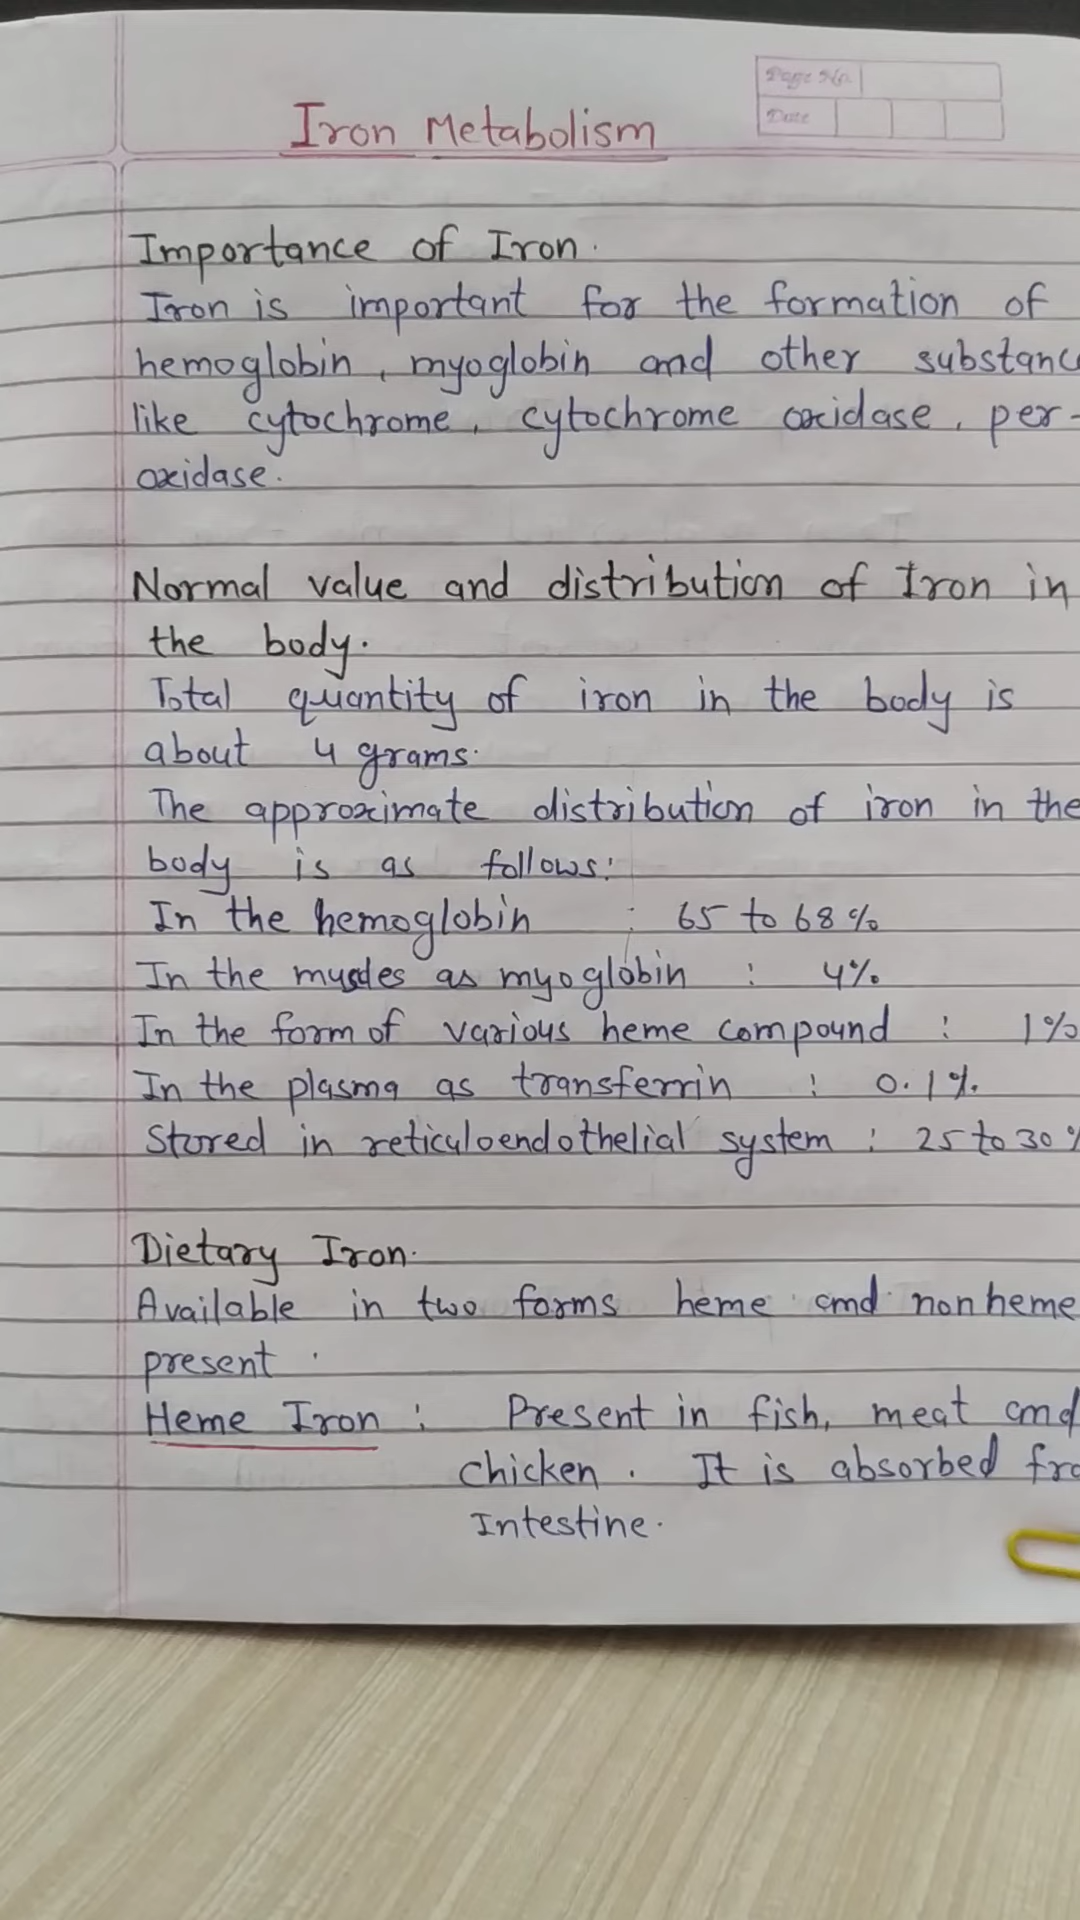 Page No.
Date
Iron Metabolism
Importance of Iron.
Iron is important for the formation of
hemoglobin, myoglobin and other substanc
like cytochrome, cytochrome oxidase, per-
oxidase.
Normal value and distribution of Iron in
the body.
Total quantity of iron in the body is
about 4 grams.
The approximate distribution of iron in the
body is as follows:
In the hemoglobin : 65 to 68%
In the muscles as myoglobin : 4%
In the form of various heme compound : 1%
In the plasma as transferrin : 0.1%.
Stored in reticuloendothelial system : 25 to 30%
Dietary Iron.
Available in two forms heme and nonheme
present.
Heme Iron : Present in fish, meat and
chicken. It is absorbed fro
Intestine.